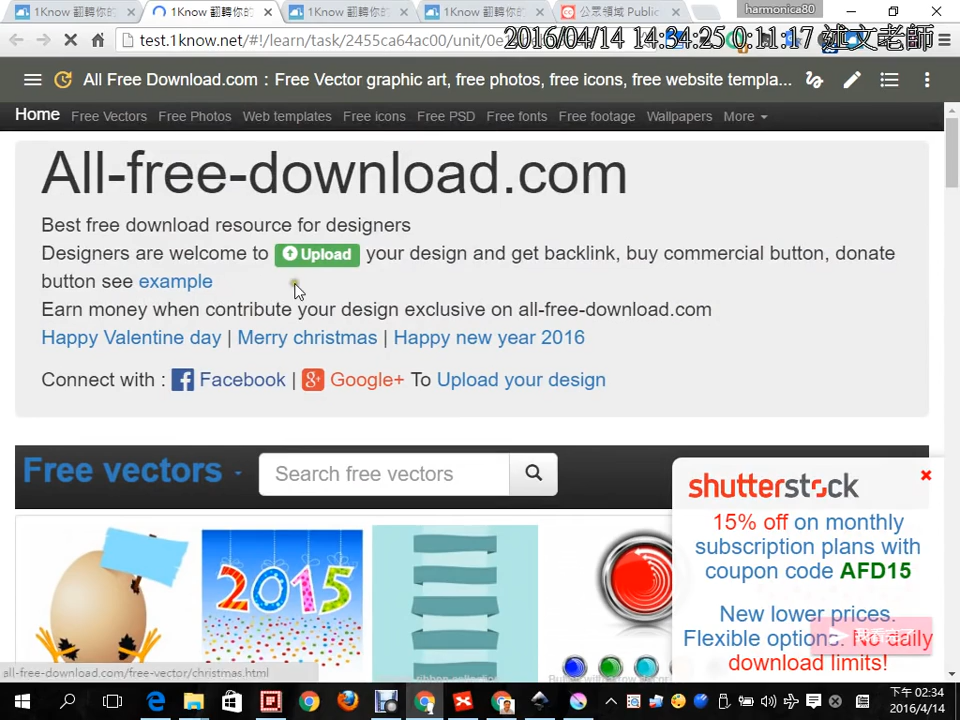 1Know 翻轉你的
1Know 翻轉你的
1Know 翻轉你的
1Know 翻轉你的
公眾領域 Public
harmonica80
test.1know.net/#!/learn/task/2455ca64ac00/unit/0e
2016/04/14 14:34:25 0:11:17 述文老師
All Free Download.com : Free Vector graphic art, free photos, free icons, free website templa...
Home Free Vectors Free Photos Web templates Free icons Free PSD Free fonts Free footage Wallpapers More
All-free-download.com
Best free download resource for designers
Designers are welcome to Upload your design and get backlink, buy commercial button, donate
button see example
Earn money when contribute your design exclusive on all-free-download.com
Happy Valentine day | Merry christmas | Happy new year 2016
Connect with : Facebook | Google+ To Upload your design
Free vectors
Search free vectors
shutterstock
15% off on monthly
subscription plans with
coupon code AFD15
New lower prices.
Flexible options. No daily
download limits!
2015
all-free-download.com/free-vector/christmas.html
下午 02:34
2016/4/14